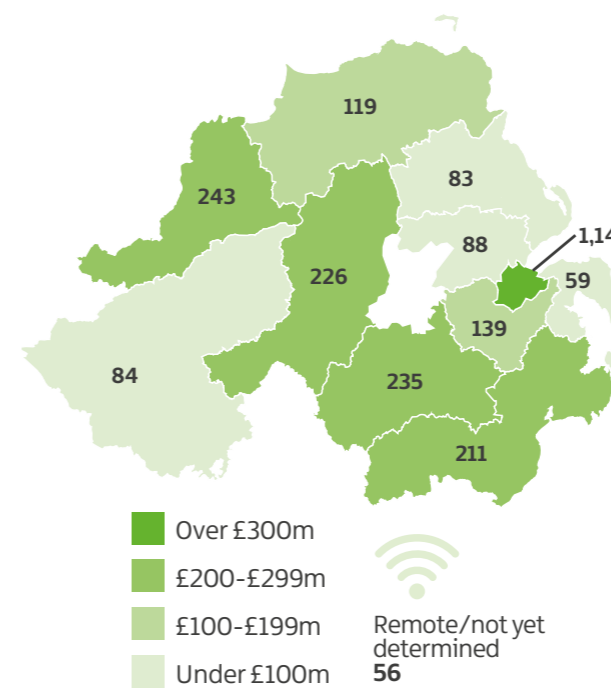 119
83
243
88
226
59
139
84
235
211
Over £300m
£200-£299m
£100-£199m
Under £100m
Remote/not yet
determined
56